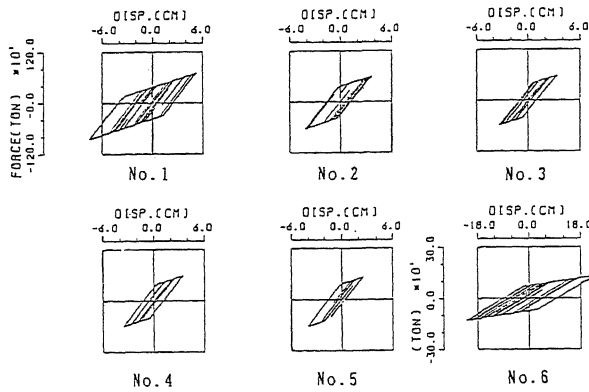 DISP.(CM)
-6.0 0.0 6.0
FORCE(TON) ×10¹
120.0
-0.0
-120.0
No.1
DISP.(CM)
-6.0 0.0 6.0
No.2
DISP.(CM)
-6.0 0.0 6.0
No.3
DISP.(CM)
-6.0 0.0 6.0
No.4
DISP.(CM)
-6.0 0.0 6.0
No.5
DISP.(CM)
-18.0 0.0 18.0
(TON) ×10¹
30.0
0.0
-30.0
No.6